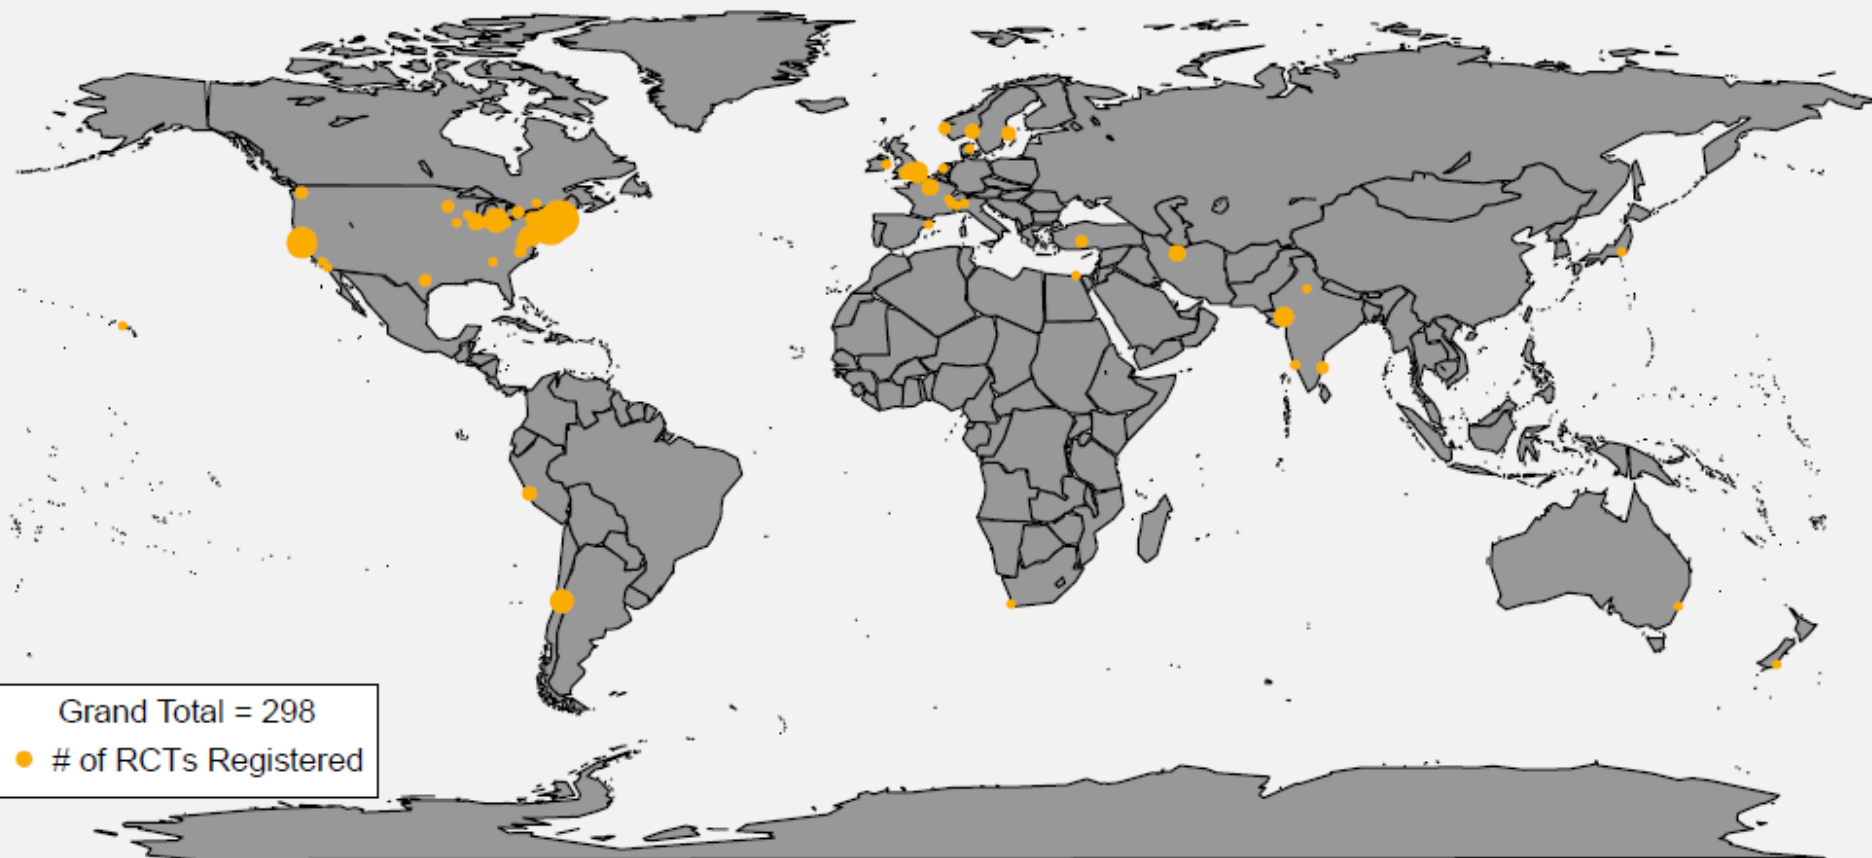 Grand Total = 298
# of RCTs Registered